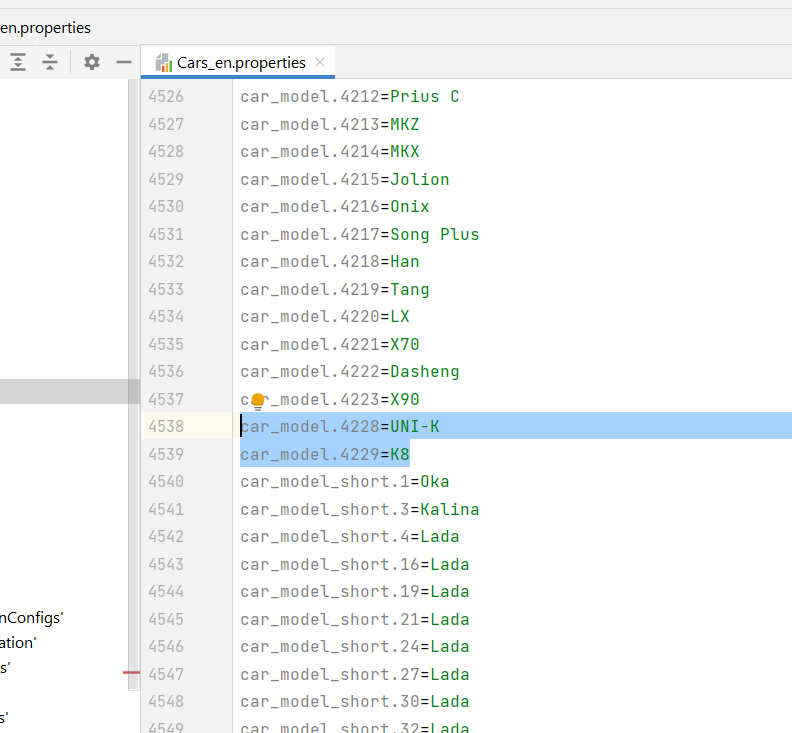 en.properties
Cars_en.properties
4526 car_model.4212=Prius C
4527 car_model.4213=MKZ
4528 car_model.4214=MKX
4529 car_model.4215=Jolion
4530 car_model.4216=Onix
4531 car_model.4217=Song Plus
4532 car_model.4218=Han
4533 car_model.4219=Tang
4534 car_model.4220=LX
4535 car_model.4221=X70
4536 car_model.4222=Dasheng
4537 car_model.4223=X90
4538 car_model.4228=UNI-K
4539 car_model.4229=K8
4540 car_model_short.1=Oka
4541 car_model_short.3=Kalina
4542 car_model_short.4=Lada
4543 car_model_short.16=Lada
4544 car_model_short.19=Lada
4545 car_model_short.21=Lada
nConfigs'
4546 car_model_short.24=Lada
ation'
4547 car_model_short.27=Lada
s'
4548 car_model_short.30=Lada
s'
4549 car_model_short.32=Lada